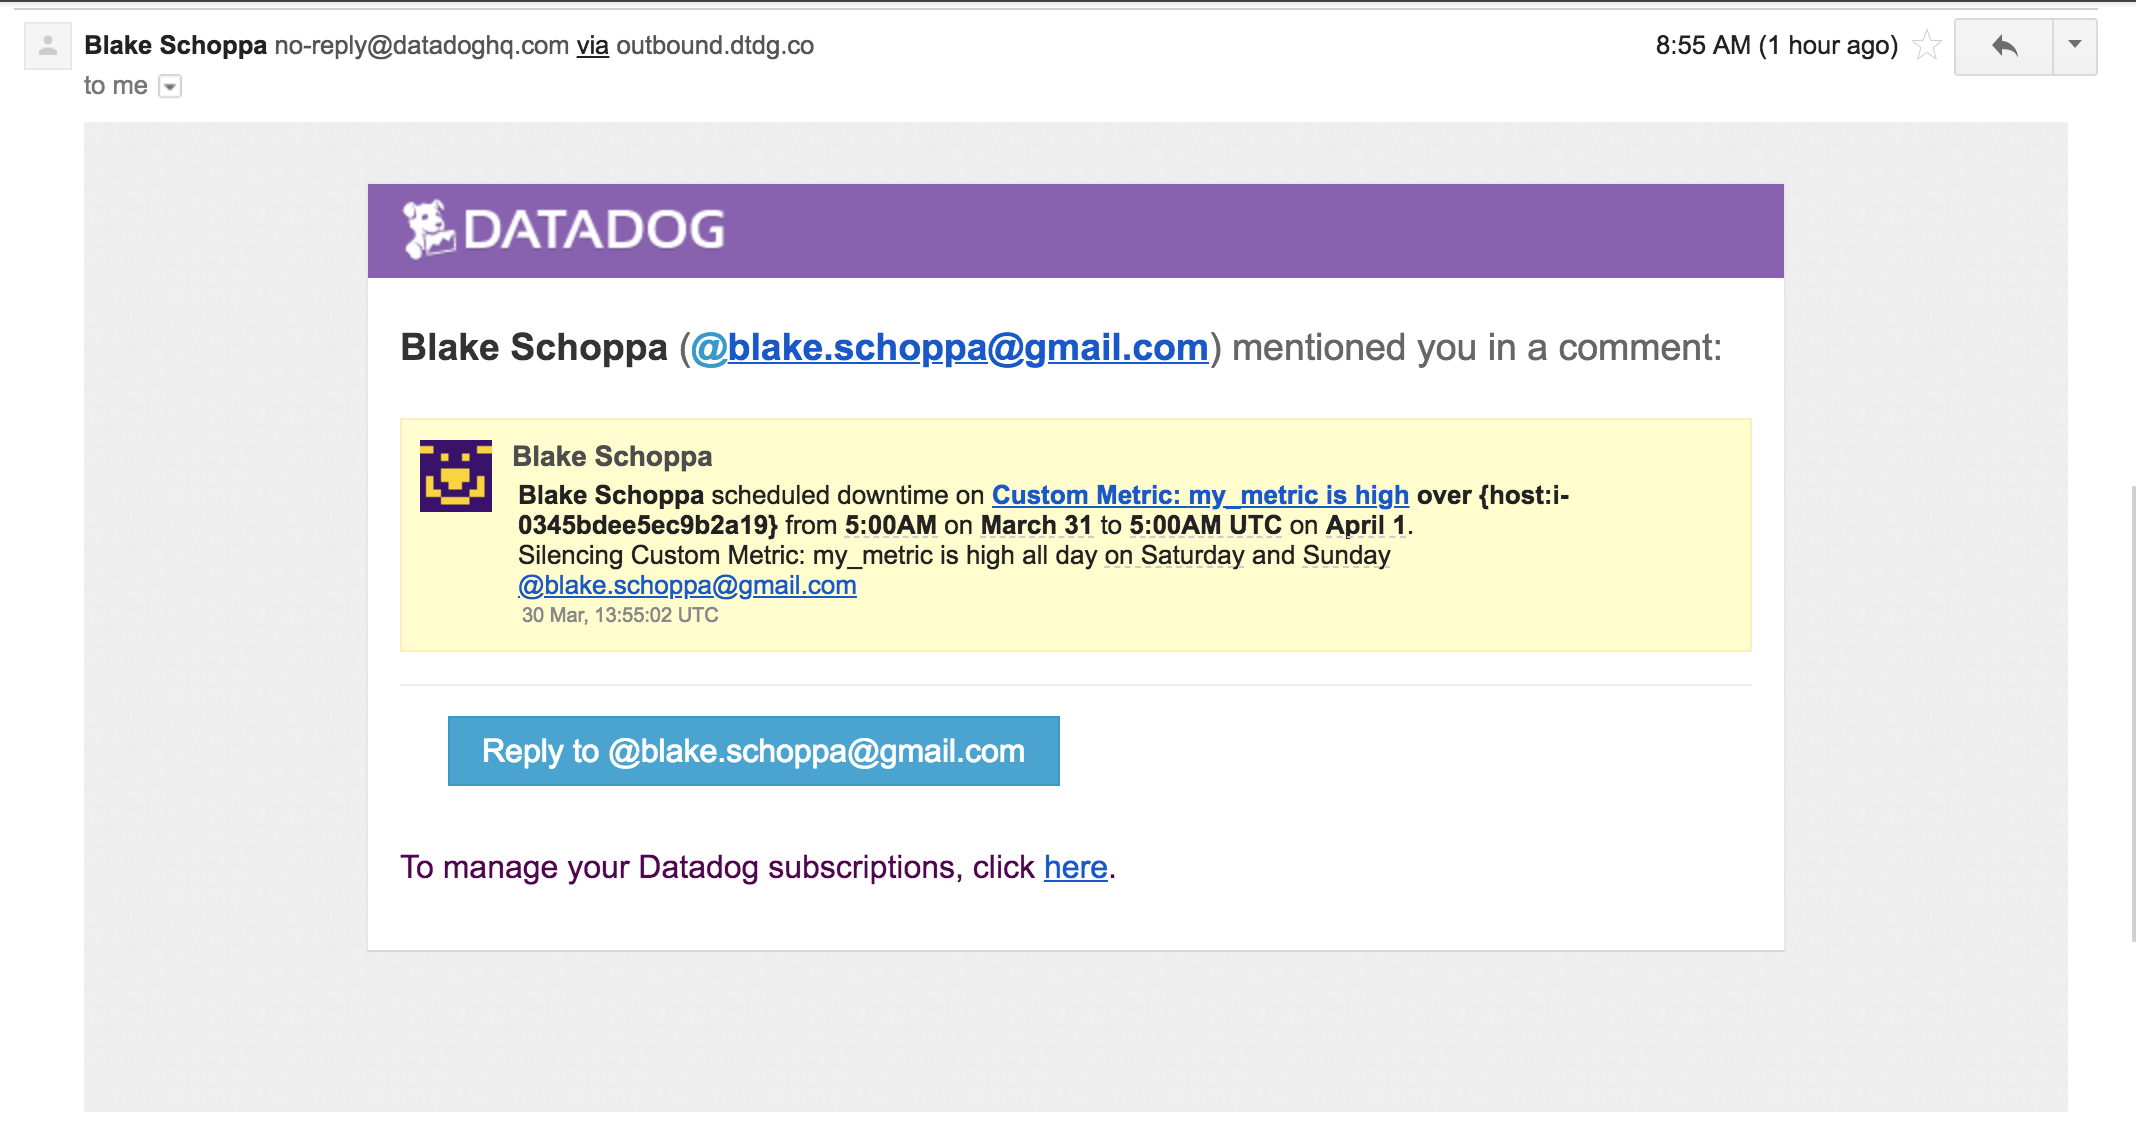 Blake Schoppa no-reply@datadoghq.com via outbound.dtdg.co
8:55 AM (1 hour ago)
to me
DATADOG
Blake Schoppa (@blake.schoppa@gmail.com) mentioned you in a comment:
Blake Schoppa
Blake Schoppa scheduled downtime on Custom Metric: my_metric is high over {host:i-
0345bdee5ec9b2a19} from 5:00AM on March 31 to 5:00AM UTC on April 1.
Silencing Custom Metric: my_metric is high all day on Saturday and Sunday
@blake.schoppa@gmail.com
30 Mar, 13:55:02 UTC
Reply to @blake.schoppa@gmail.com
To manage your Datadog subscriptions, click here.